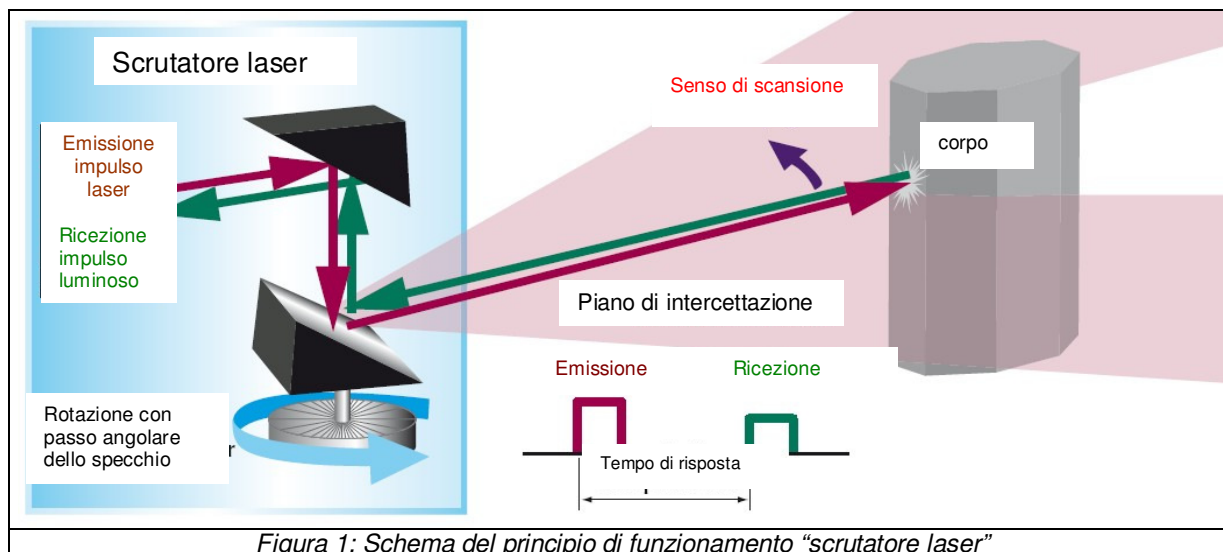 Scrutatore laser
Emissione
impulso
laser
Ricezione
impulso
luminoso
Rotazione con
passo angolare
dello specchio
r
Senso di scansione
corpo
Piano di intercettazione
Emissione
Ricezione
Tempo di risposta
Figura 1: Schema del principio di funzionamento “scrutatore laser”